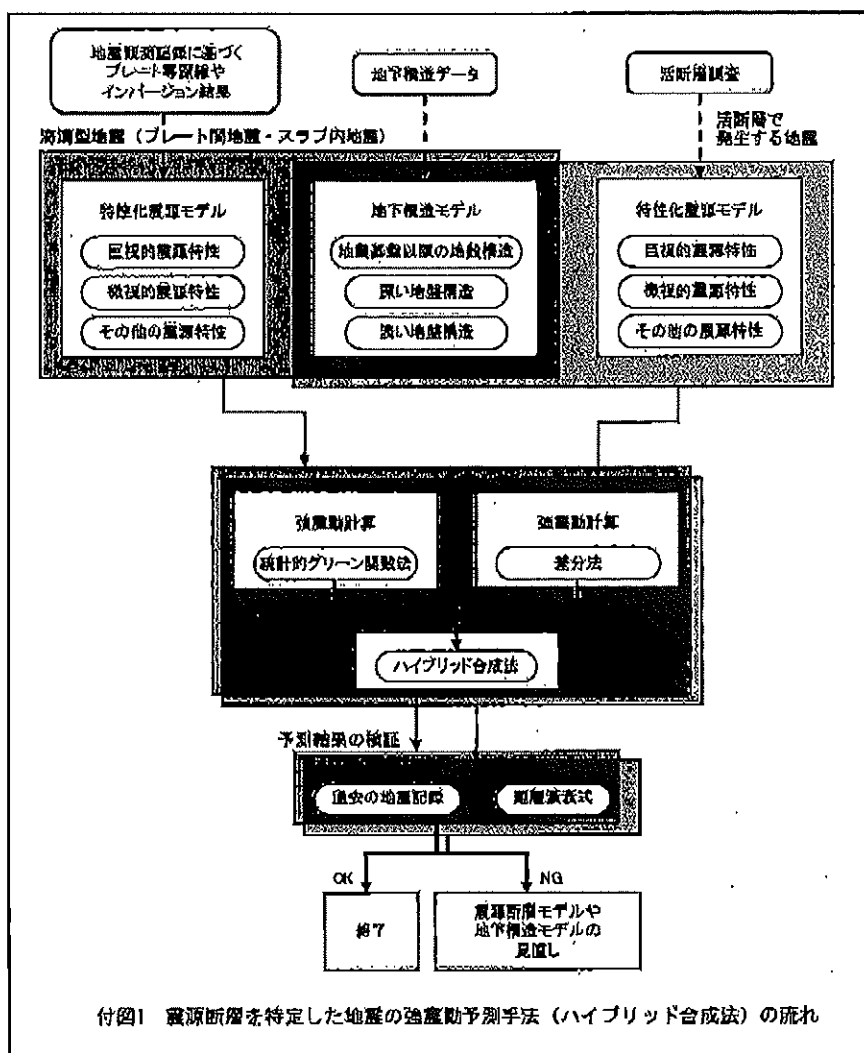 地震観測記録に基づく
プレート等深線や
インバージョン結果
地下構造データ
活断層調査
海溝型地震(プレート間地震・スラブ内地震)
活断層で
発生する地震
特性化震源モデル
巨視的震源特性
微視的震源特性
その他の震源特性
地下構造モデル
地震基盤以深の地殻構造
深い地盤構造
浅い地盤構造
特性化震源モデル
巨視的震源特性
微視的震源特性
その他の震源特性
強震動計算
統計的グリーン関数法
強震動計算
差分法
ハイブリッド合成法
予測結果の検証
過去の地震記録
距離減衰式
OK
NG
終了
震源断層モデルや
地下構造モデルの
見直し
付図1 震源断層を特定した地震の強震動予測手法(ハイブリッド合成法)の流れ